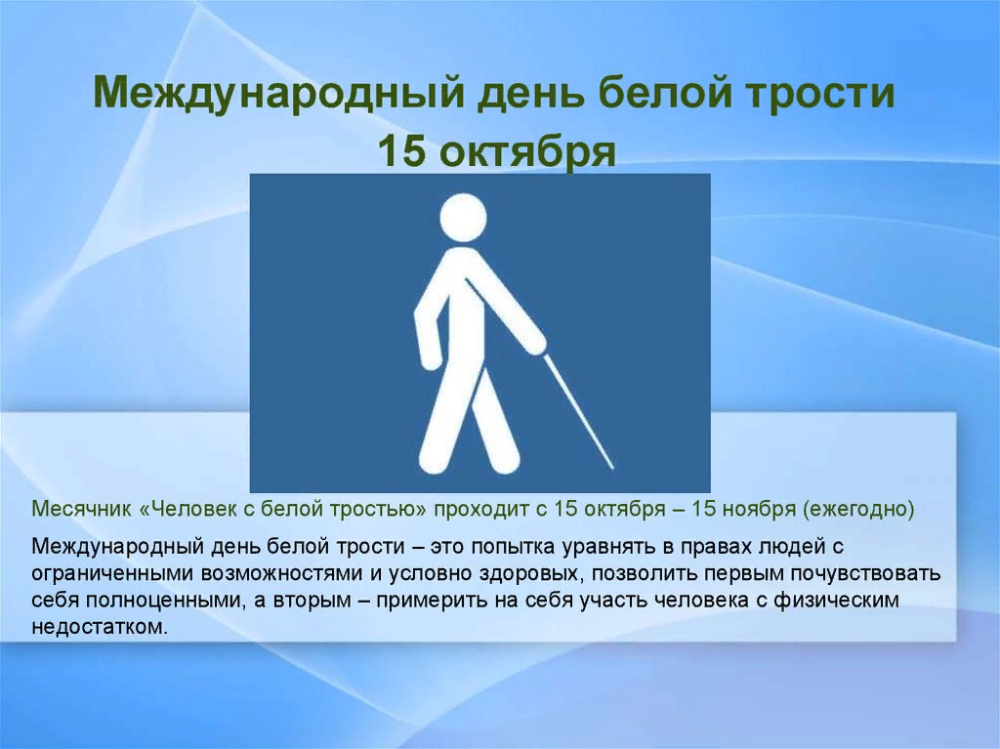 Международный день белой трости
15 октября
Месячник «Человек с белой тростью» проходит с 15 октября – 15 ноября (ежегодно)
Международный день белой трости – это попытка уравнять в правах людей с
ограниченными возможностями и условно здоровых, позволить первым почувствовать
себя полноценными, а вторым – примерить на себя участь человека с физическим
недостатком.